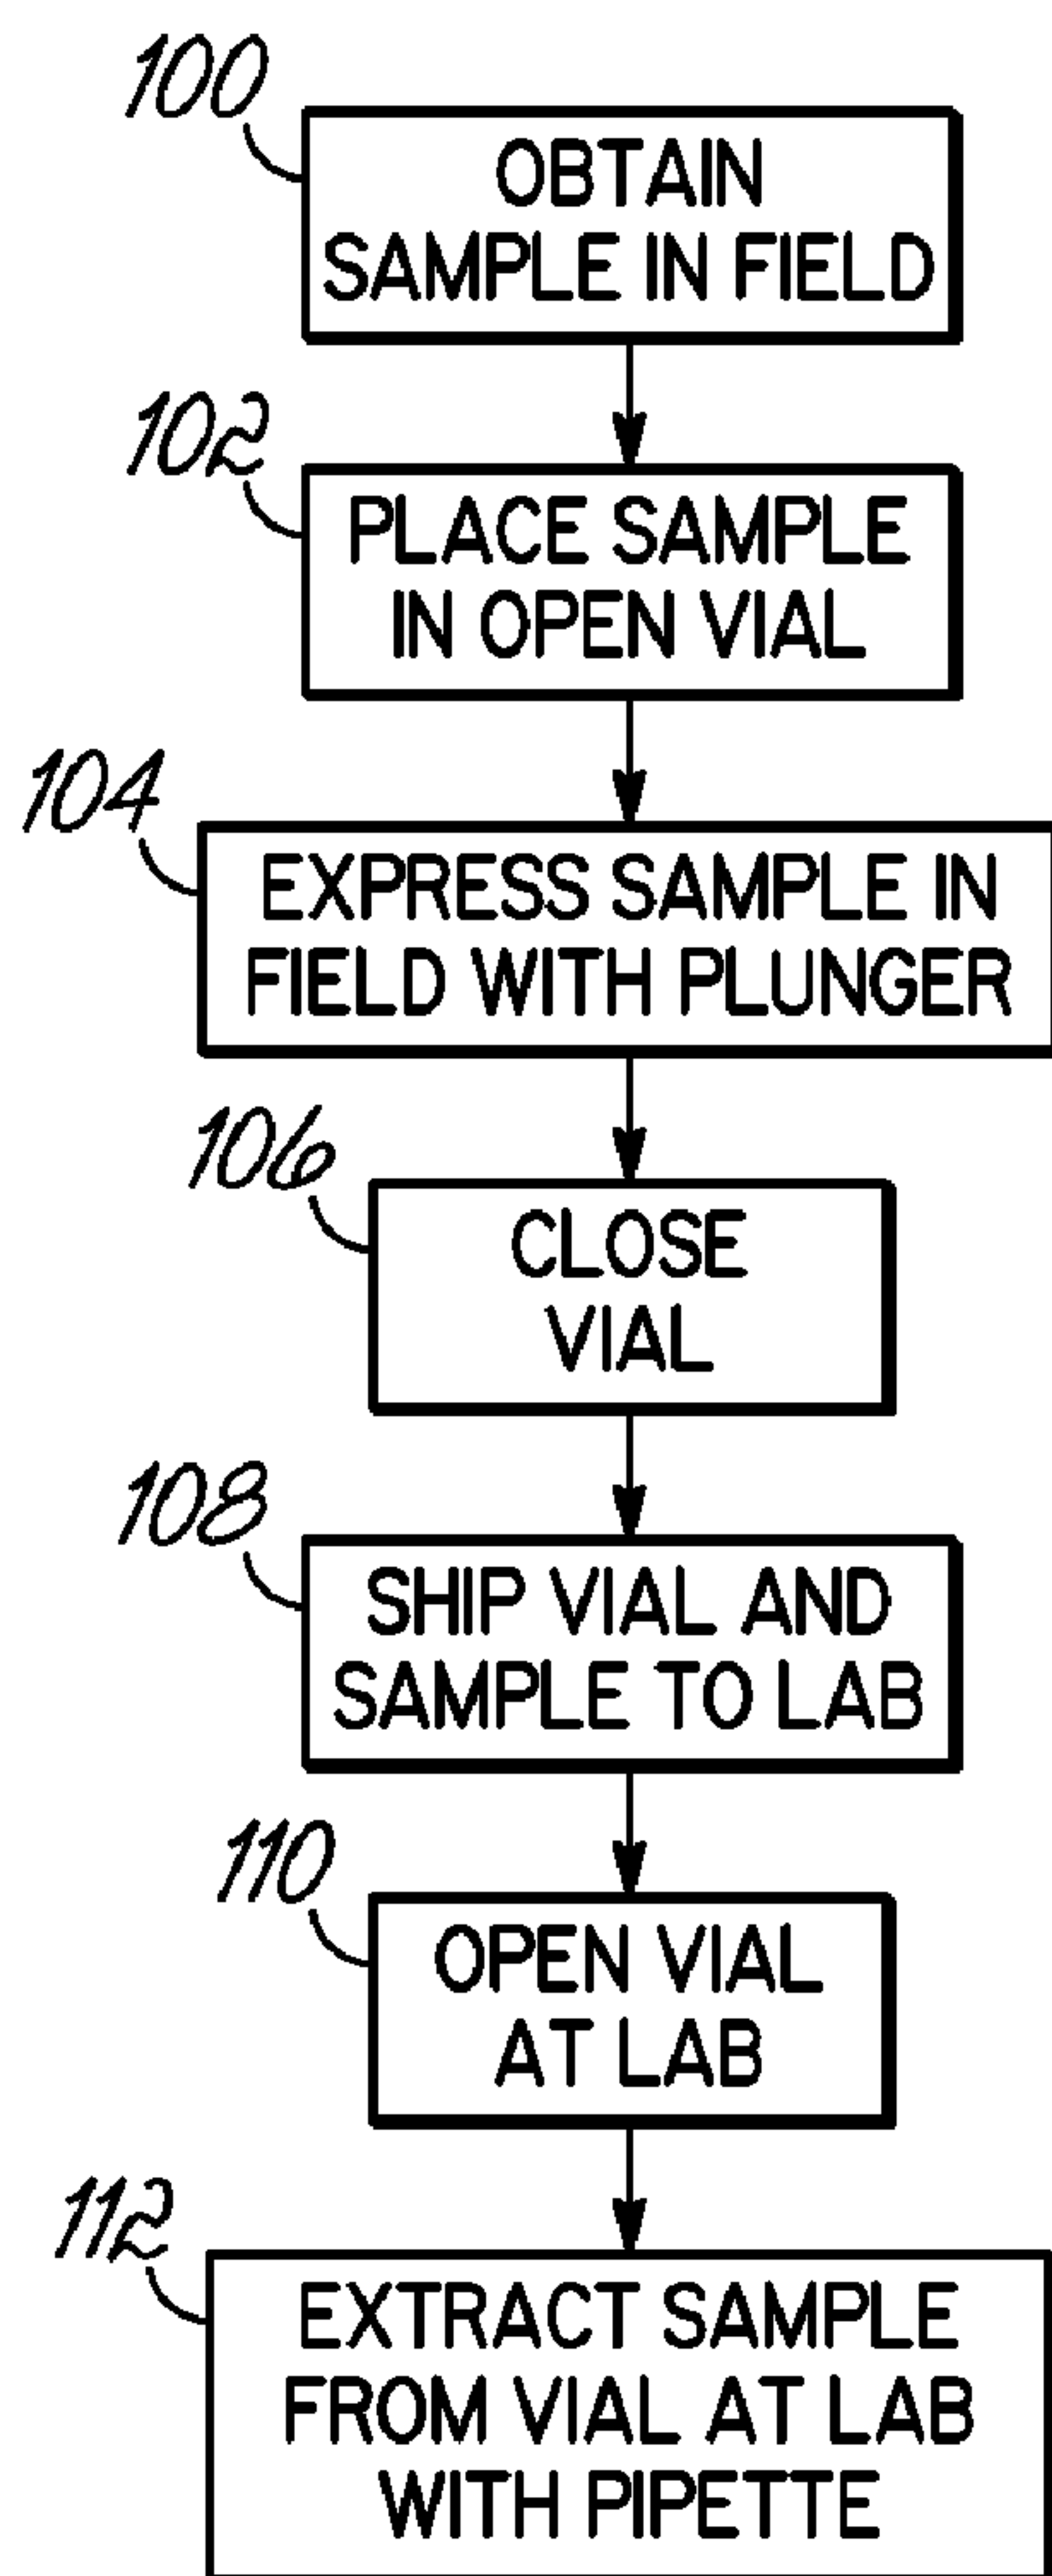 100
OBTAIN
SAMPLE IN FIELD
102
PLACE SAMPLE
IN OPEN VIAL
104
EXPRESS SAMPLE IN
FIELD WITH PLUNGER
106
CLOSE
VIAL
108
SHIP VIAL AND
SAMPLE TO LAB
110
OPEN VIAL
AT LAB
112
EXTRACT SAMPLE
FROM VIAL AT LAB
WITH PIPETTE